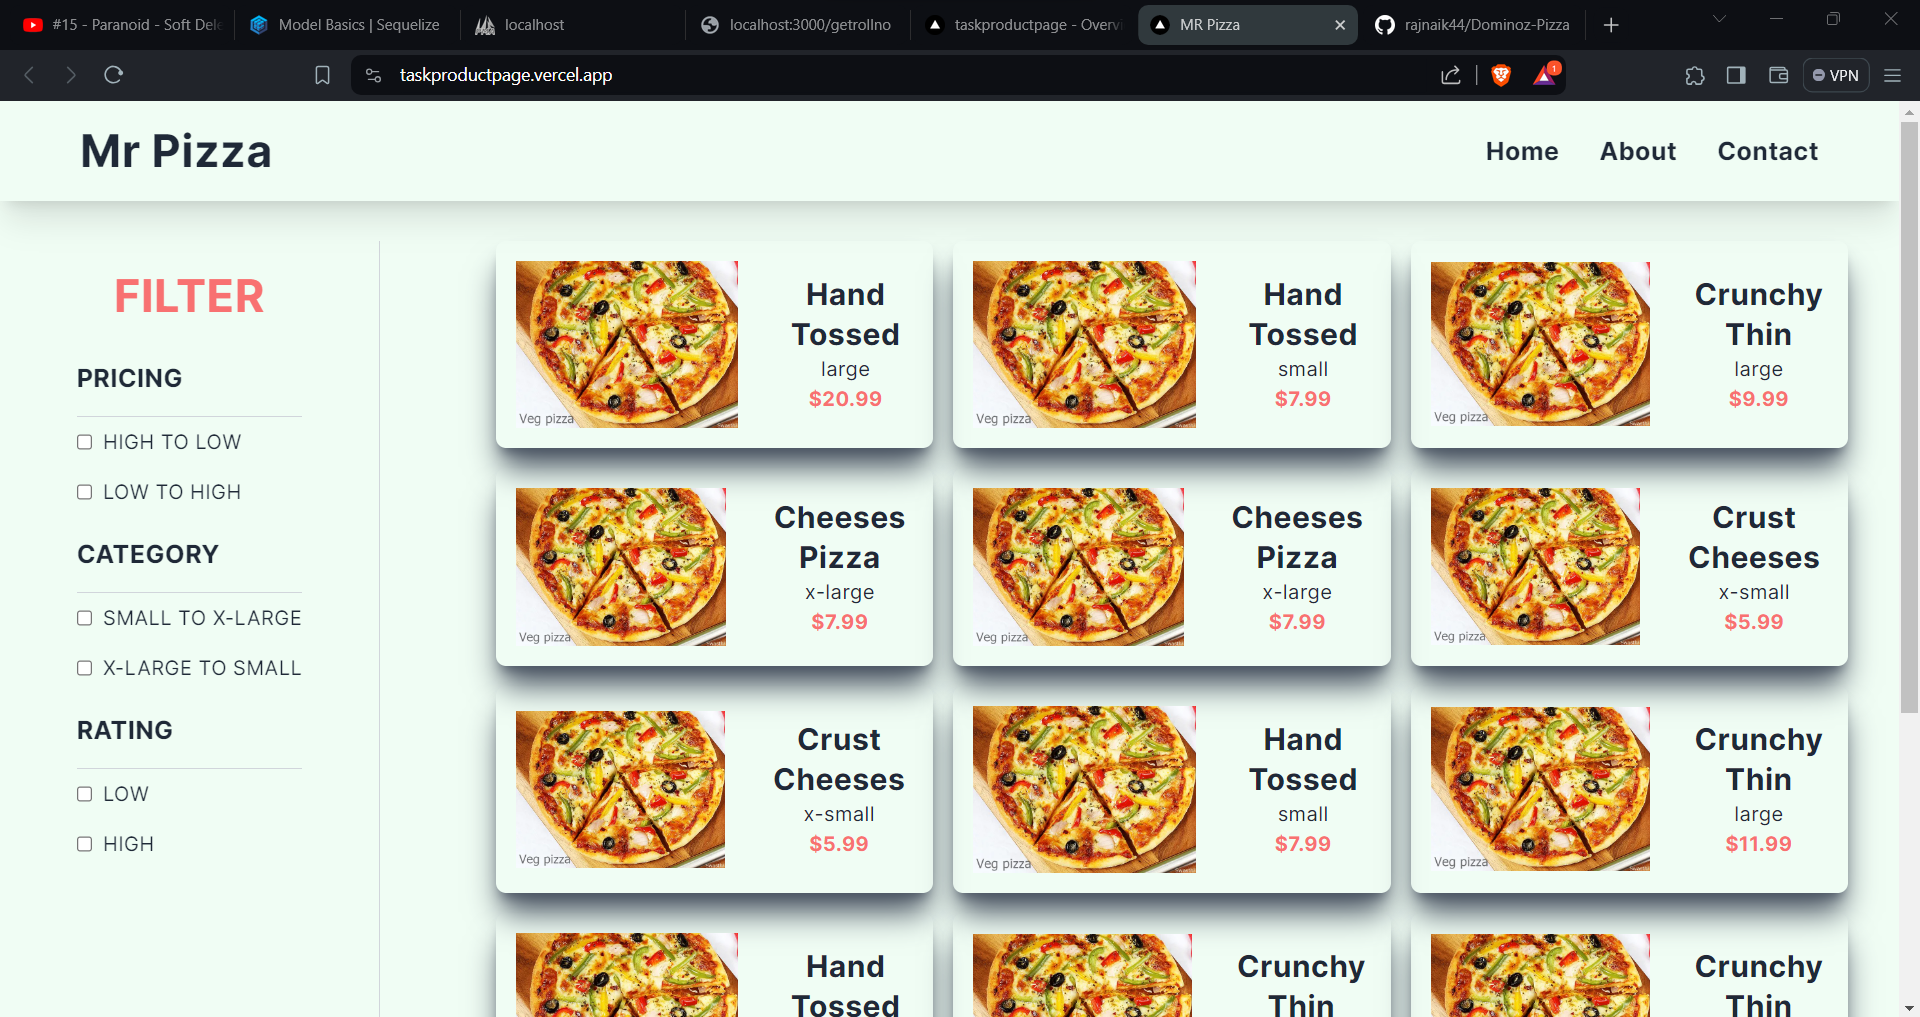 #15 - Paranoid - Soft Dele
Model Basics | Sequelize
localhost
localhost:3000/getrollno
taskproductpage - Overvi
MR Pizza
rajnaik44/Dominoz-Pizza
taskproductpage.vercel.app
1
VPN
Mr Pizza
Home
About
Contact
FILTER
PRICING
HIGH TO LOW
LOW TO HIGH
CATEGORY
SMALL TO X-LARGE
X-LARGE TO SMALL
RATING
LOW
HIGH
Veg pizza
Hand
Tossed
large
$20.99
Veg pizza
Hand
Tossed
small
$7.99
Veg pizza
Crunchy
Thin
large
$9.99
Veg pizza
Cheeses
Pizza
x-large
$7.99
Veg pizza
Cheeses
Pizza
x-large
$7.99
Veg pizza
Crust
Cheeses
x-small
$5.99
Veg pizza
Crust
Cheeses
x-small
$5.99
Veg pizza
Hand
Tossed
small
$7.99
Veg pizza
Crunchy
Thin
large
$11.99
Hand
Tossed
Crunchy
Thin
Crunchy
Thin